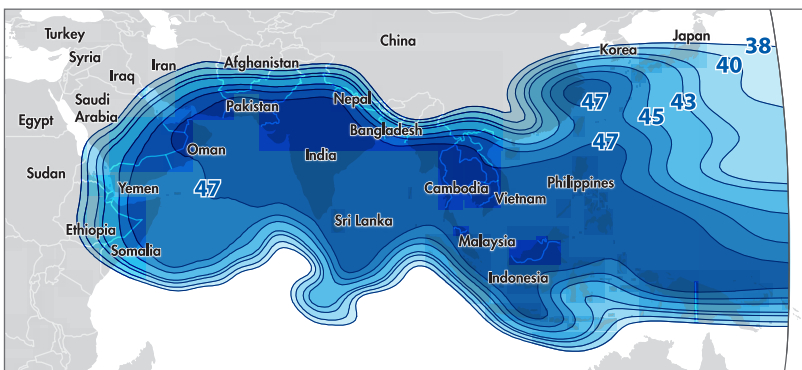 Turkey
China
Japan
Korea
38
40
Syria
Iran
Afghanistan
Iraq
Saudi
Arabia
Nepal
Pakistan
47
43
45
Egypt
Bangladesh
47
Oman
India
Sudan
Yemen
47
Cambodia
Philippines
Vietnam
Sri Lanka
Ethiopia
Somalia
Malaysia
Indonesia